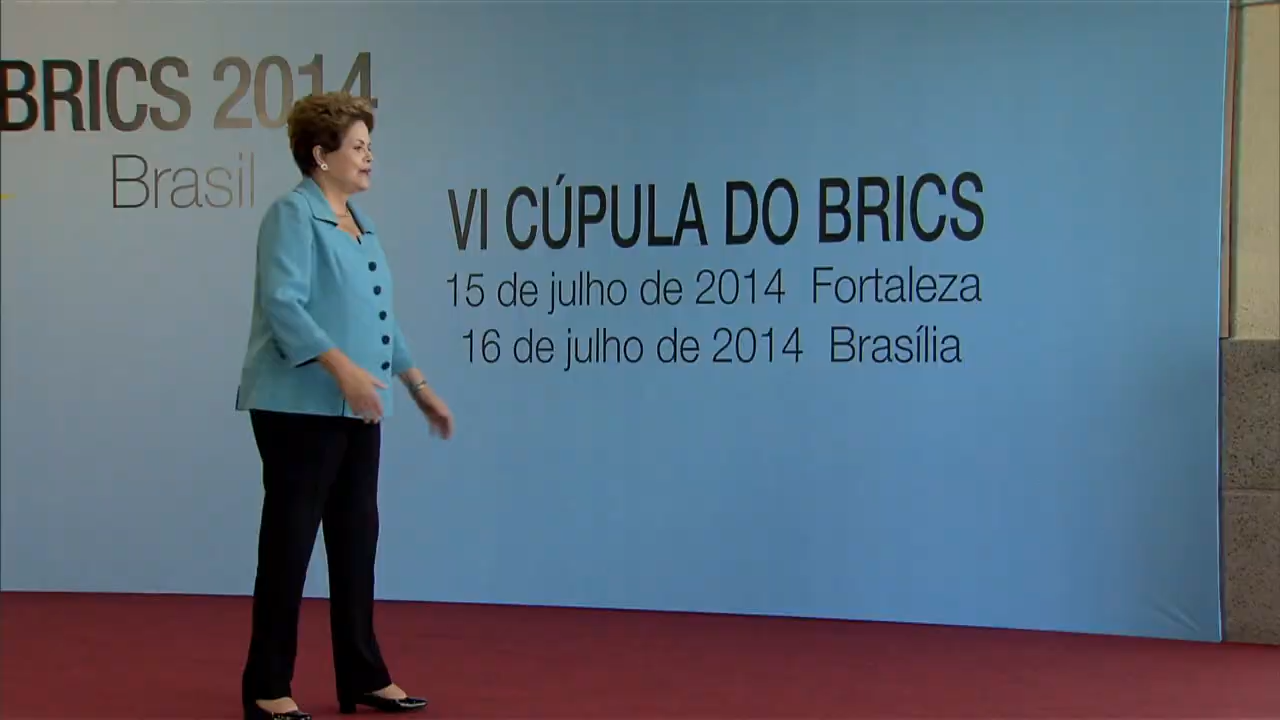 BRICS 2014
Brasil
VI CÚPULA DO BRICS
15 de julho de 2014 Fortaleza
16 de julho de 2014 Brasília